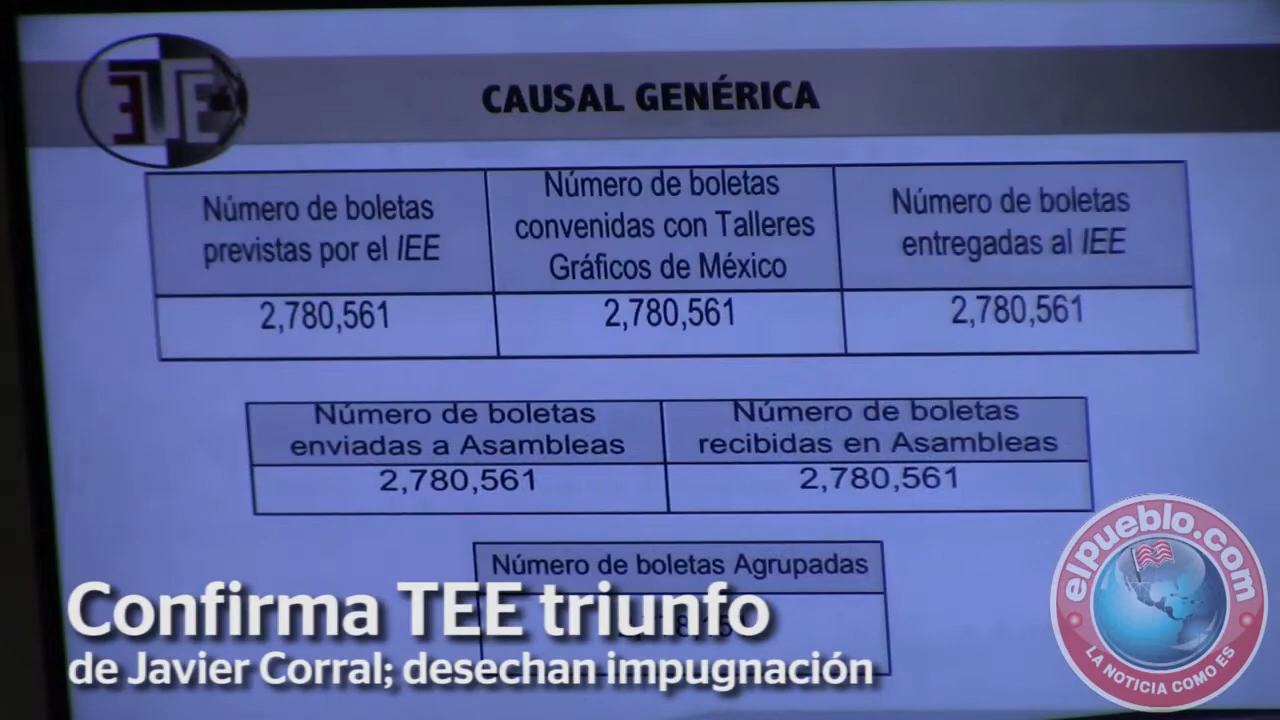 TEE
CAUSAL GENÉRICA
Número de boletas
previstas por el IEE
2,780,561
Número de boletas
convenidas con Talleres
Gráficos de México
2,780,561
Número de boletas
entregadas al IEE
2,780,561
Número de boletas
enviadas a Asambleas
2,780,561
Número de boletas
recibidas en Asambleas
2,780,561
Número de boletas Agrupadas
Confirma TEE triunfo
de Javier Corral; desechan impugnación
elpueblo.com
LA NOTICIA COMO ES